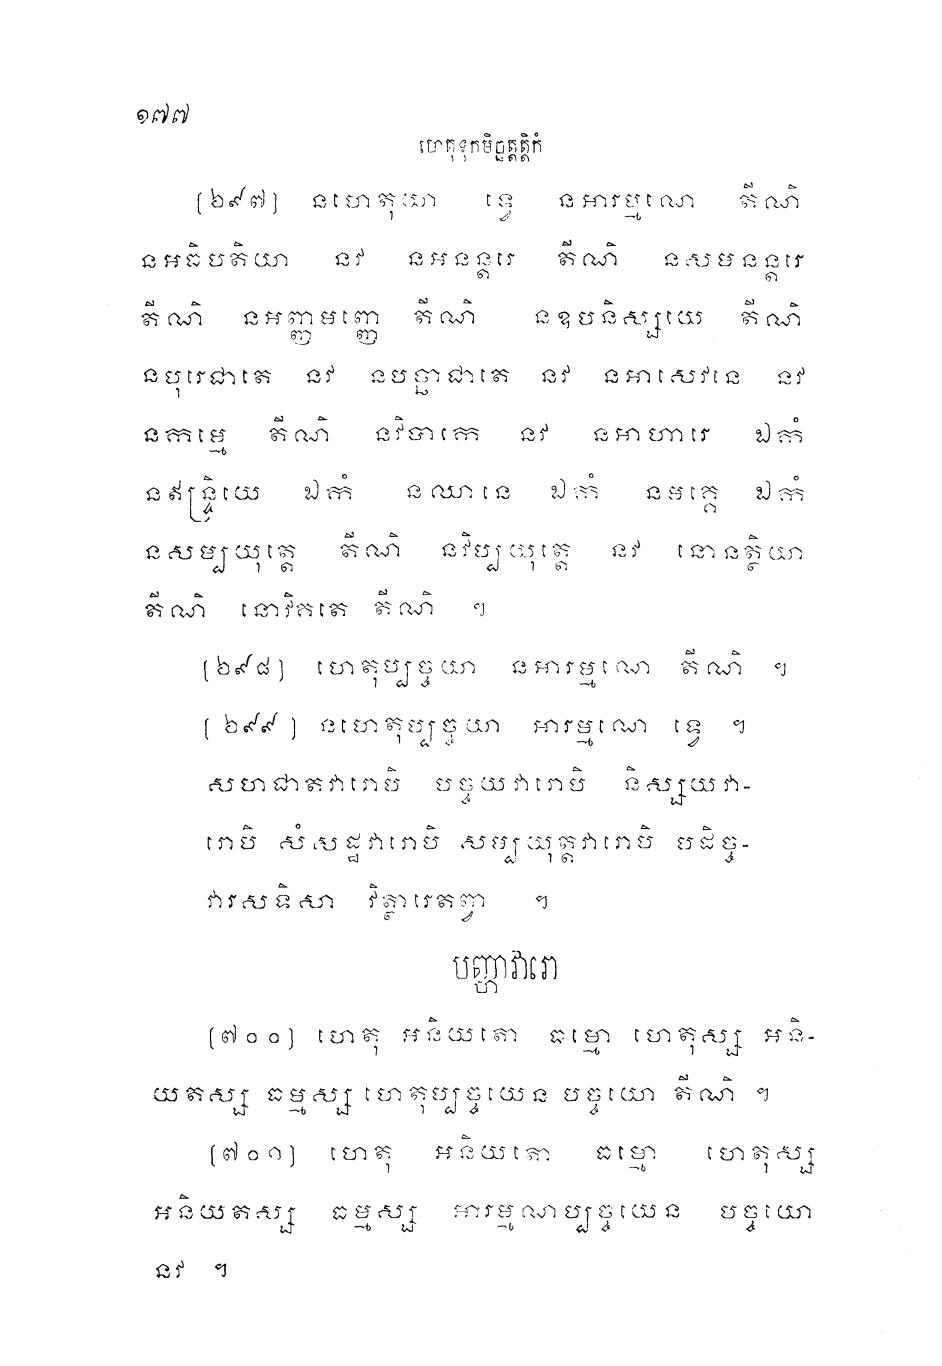 ១៧៧
ហេតុទុកមិច្ឆត្តត្តិកំ
(៦៩៧) នហេតុយា ទ្វេ នអារម្មណេ តីណិ
នអធិបតិយា នវ នអនន្តរេ តីណិ នសមនន្តរេ
តីណិ នអញ្ញមញ្ញេ តីណិ នឧបនិស្សយេ តីណិ
នបុរេជាតេ នវ នបច្ឆាជាតេ នវ នអាសេវនេ នវ
នកម្មេ តីណិ នវិបាកេ នវ នអាហារេ ឯកំ
នឥន្ទ្រិយេ ឯកំ នឈានេ ឯកំ នមគ្គេ ឯកំ
នសម្បយុត្តេ តីណិ នវិប្បយុត្តេ នវ នោនត្ថិយា
តីណិ នោវិគតេ តីណិ ។
(៦៩៨) ហេតុប្បច្ចយា នអារម្មណេ តីណិ ។
(៦៩៩) នហេតុប្បច្ចយា អារម្មណេ ទ្វេ ។
សហជាតវារោបិ បច្ចយវារោបិ និស្សយវា-
រោបិ សំសដ្ឋវារោបិ សម្បយុត្តវារោបិ បដិច្ច-
វារសទិសា វិត្ថារេតព្វា ។
បញ្ហាវារោ
(៧០០) ហេតុ អនិយតោ ធម្មោ ហេតុស្ស អនិ-
យតស្ស ធម្មស្ស ហេតុប្បច្ចយេន បច្ចយោ តីណិ ។
(៧០១) ហេតុ អនិយតោ ធម្មោ ហេតុស្ស
អនិយតស្ស ធម្មស្ស អារម្មណប្បច្ចយេន បច្ចយោ
នវ ។